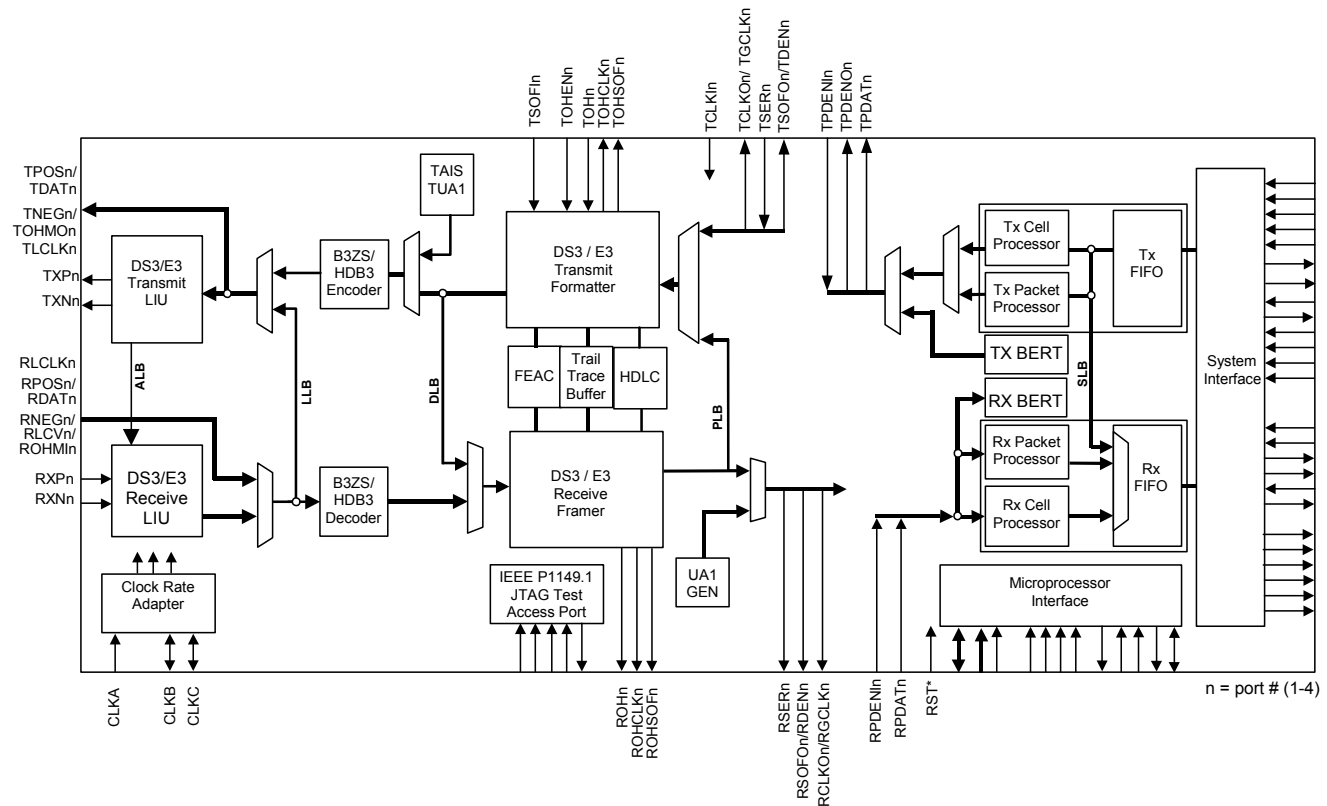 TSOFIn
TOHENn
TOHn
TOHCLKn
TOHSOFn
TCLKIn
TCLKOn/ TGCLKn
TSERn
TSOFOn/TDENn
TPDENIn
TPDENOn
TPDATn
TPOSn/
TDATn
TNEGn/
TOHMOn
TLCLKn
TXPn
TXNn
RLCLKn
RPOSn/
RDATn
RNEGn/
RLCVn/
ROHMIn
RXPn
RXNn
DS3/E3
Transmit
LIU
ALB
DS3/E3
Receive
LIU
Clock Rate
Adapter
CLKA
CLKB
CLKC
LLB
B3ZS/
HDB3
Encoder
B3ZS/
HDB3
Decoder
TAIS
TUA1
DLB
DS3 / E3
Transmit
Formatter
FEAC
Trail
Trace
Buffer
HDLC
DS3 / E3
Receive
Framer
IEEE P1149.1
JTAG Test
Access Port
ROHn
ROHCLKn
ROHSOFn
PLB
UA1
GEN
RSERn
RSOFOn/RDENn
RCLKOn/RGCLKn
Tx Cell
Processor
Tx Packet
Processor
Tx
FIFO
TX BERT
SLB
RX BERT
Rx Packet
Processor
Rx Cell
Processor
Rx
FIFO
System
Interface
Microprocessor
Interface
RPDENIn
RPDATn
RST*
n = port # (1-4)